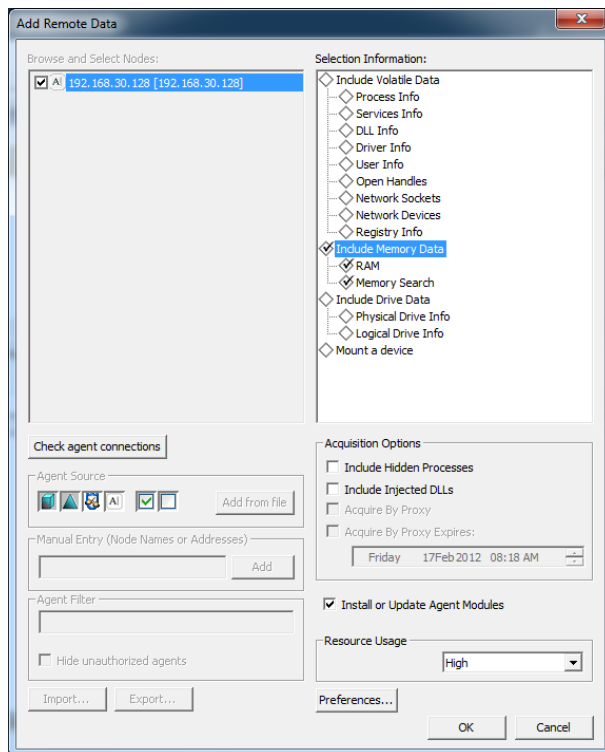 Add Remote Data
Browse and Select Nodes:
192.168.30.128 [192.168.30.128]
Selection Information:
Include Volatile Data
Process Info
Services Info
DLL Info
Driver Info
User Info
Open Handles
Network Sockets
Network Devices
Registry Info
Include Memory Data
RAM
Memory Search
Include Drive Data
Physical Drive Info
Logical Drive Info
Mount a device
Check agent connections
Agent Source
A
Add from file
Manual Entry (Node Names or Addresses)
Add
Agent Filter
Hide unauthorized agents
Import...
Export...
Acquisition Options
Include Hidden Processes
Include Injected DLLs
Acquire By Proxy
Acquire By Proxy Expires:
Friday 17Feb2012 08:18 AM
Install or Update Agent Modules
Resource Usage
High
Preferences...
OK
Cancel